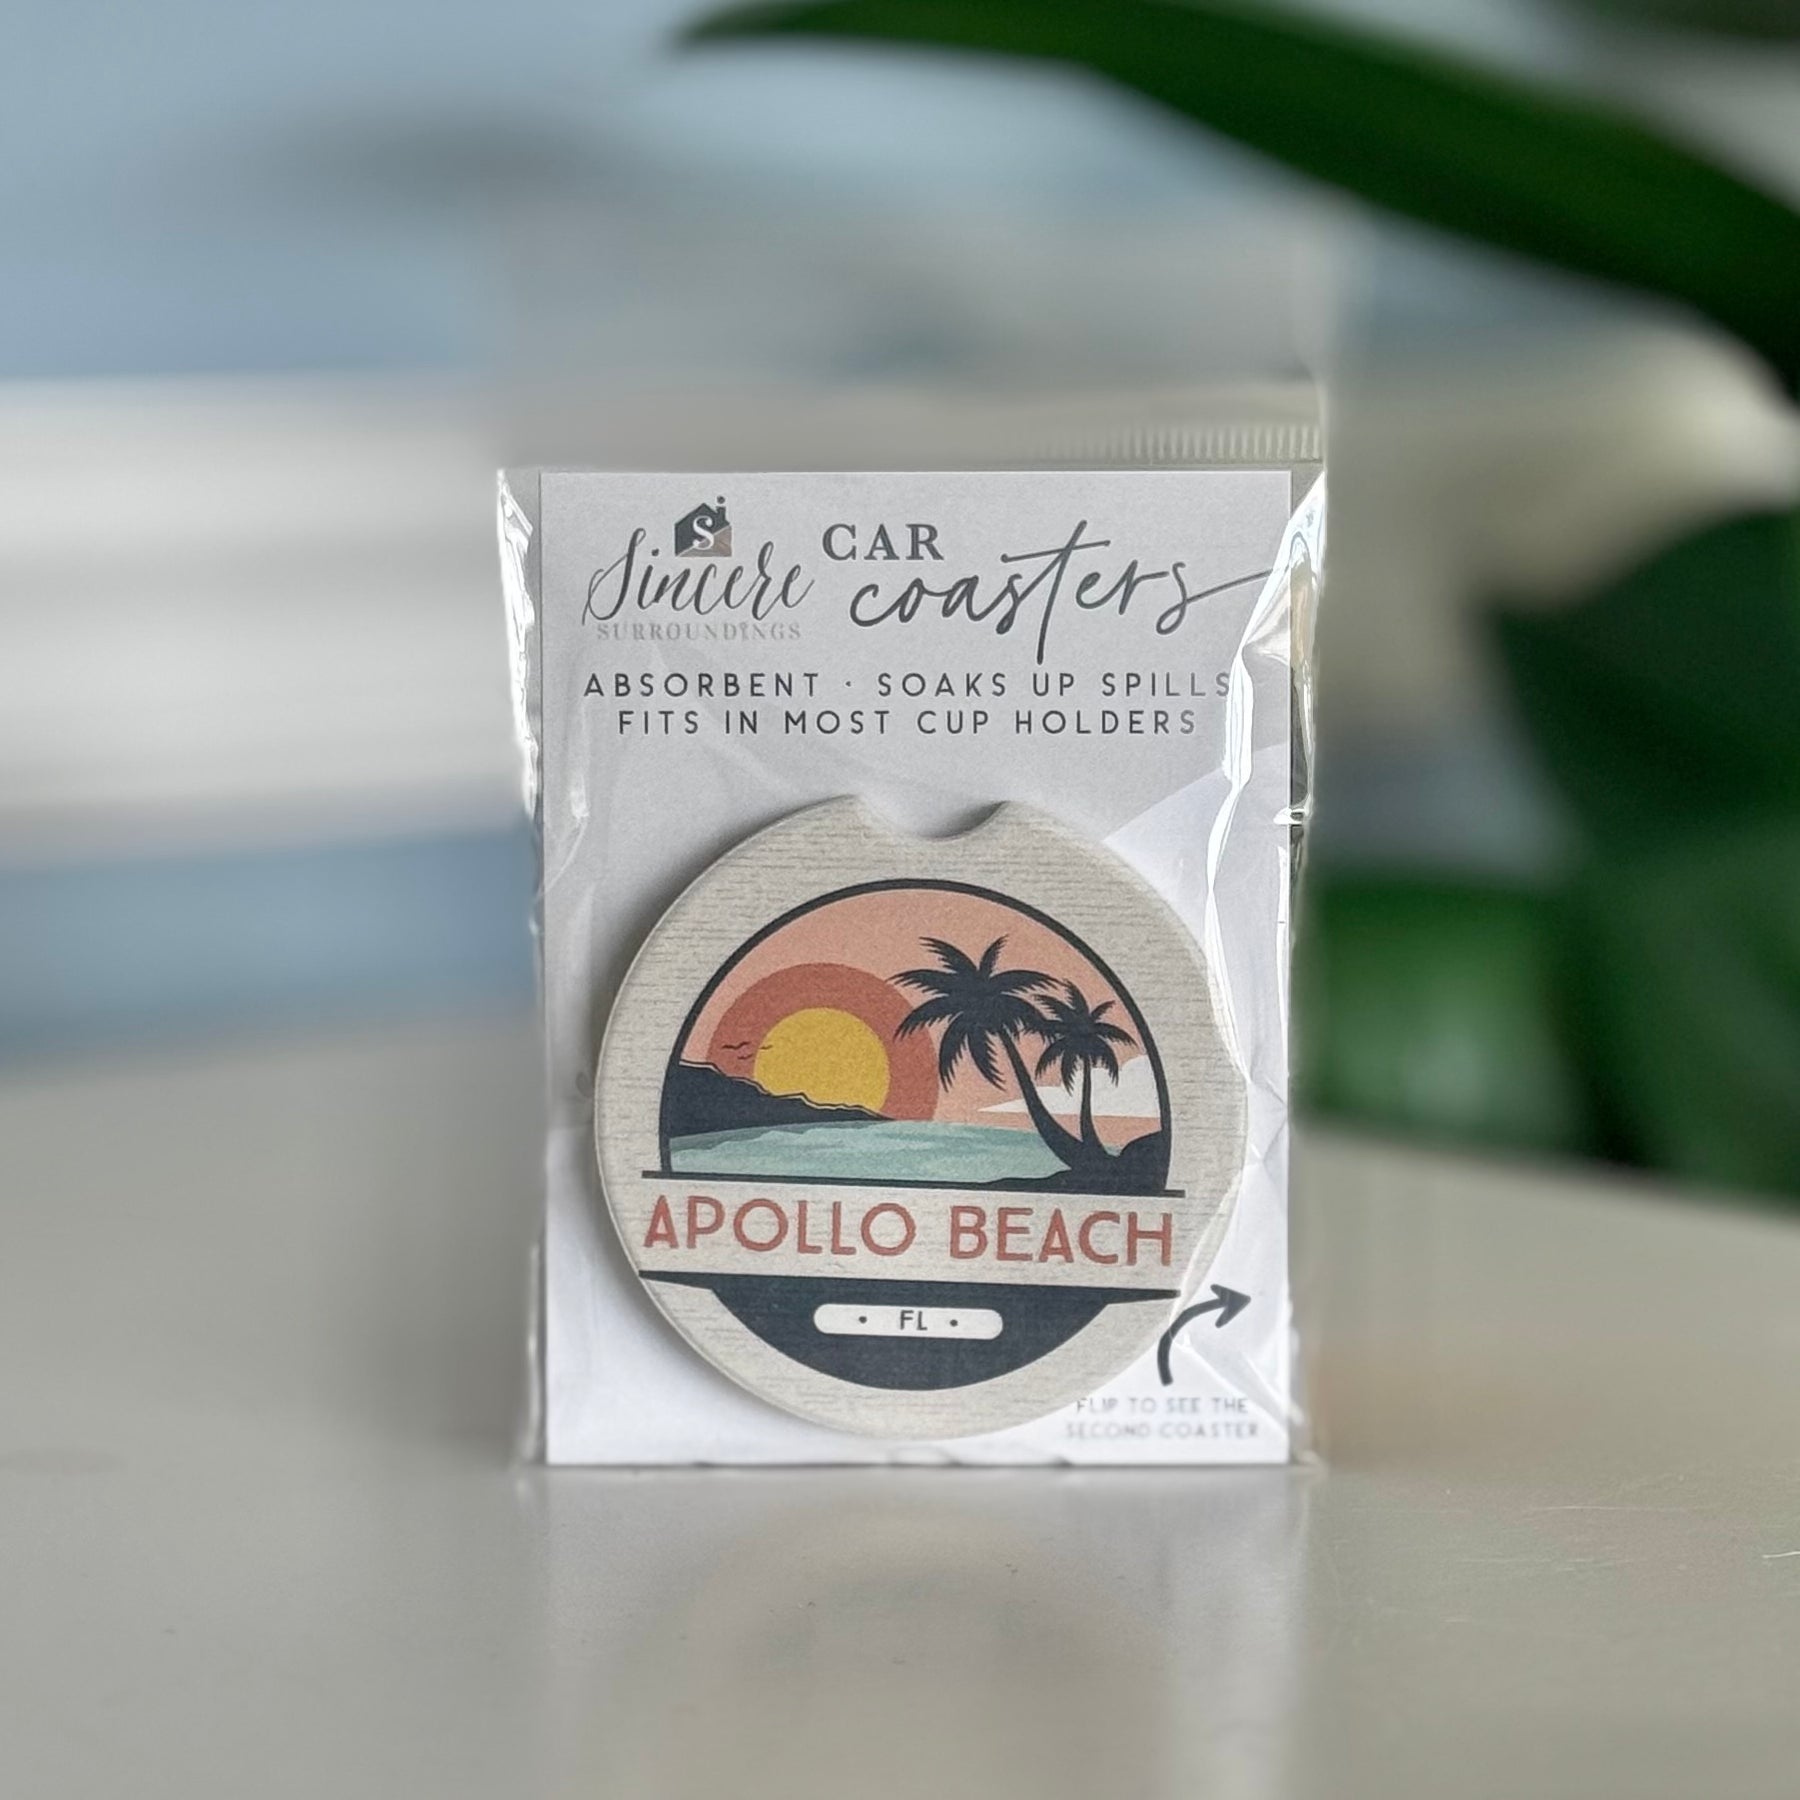 S
Sincere
SURROUNDINGS
CAR
coasters
ABSORBENT · SOAKS UP SPILLS
FITS IN MOST CUP HOLDERS
APOLLO BEACH
• FL •
FLIP TO SEE THE
SECOND COASTER